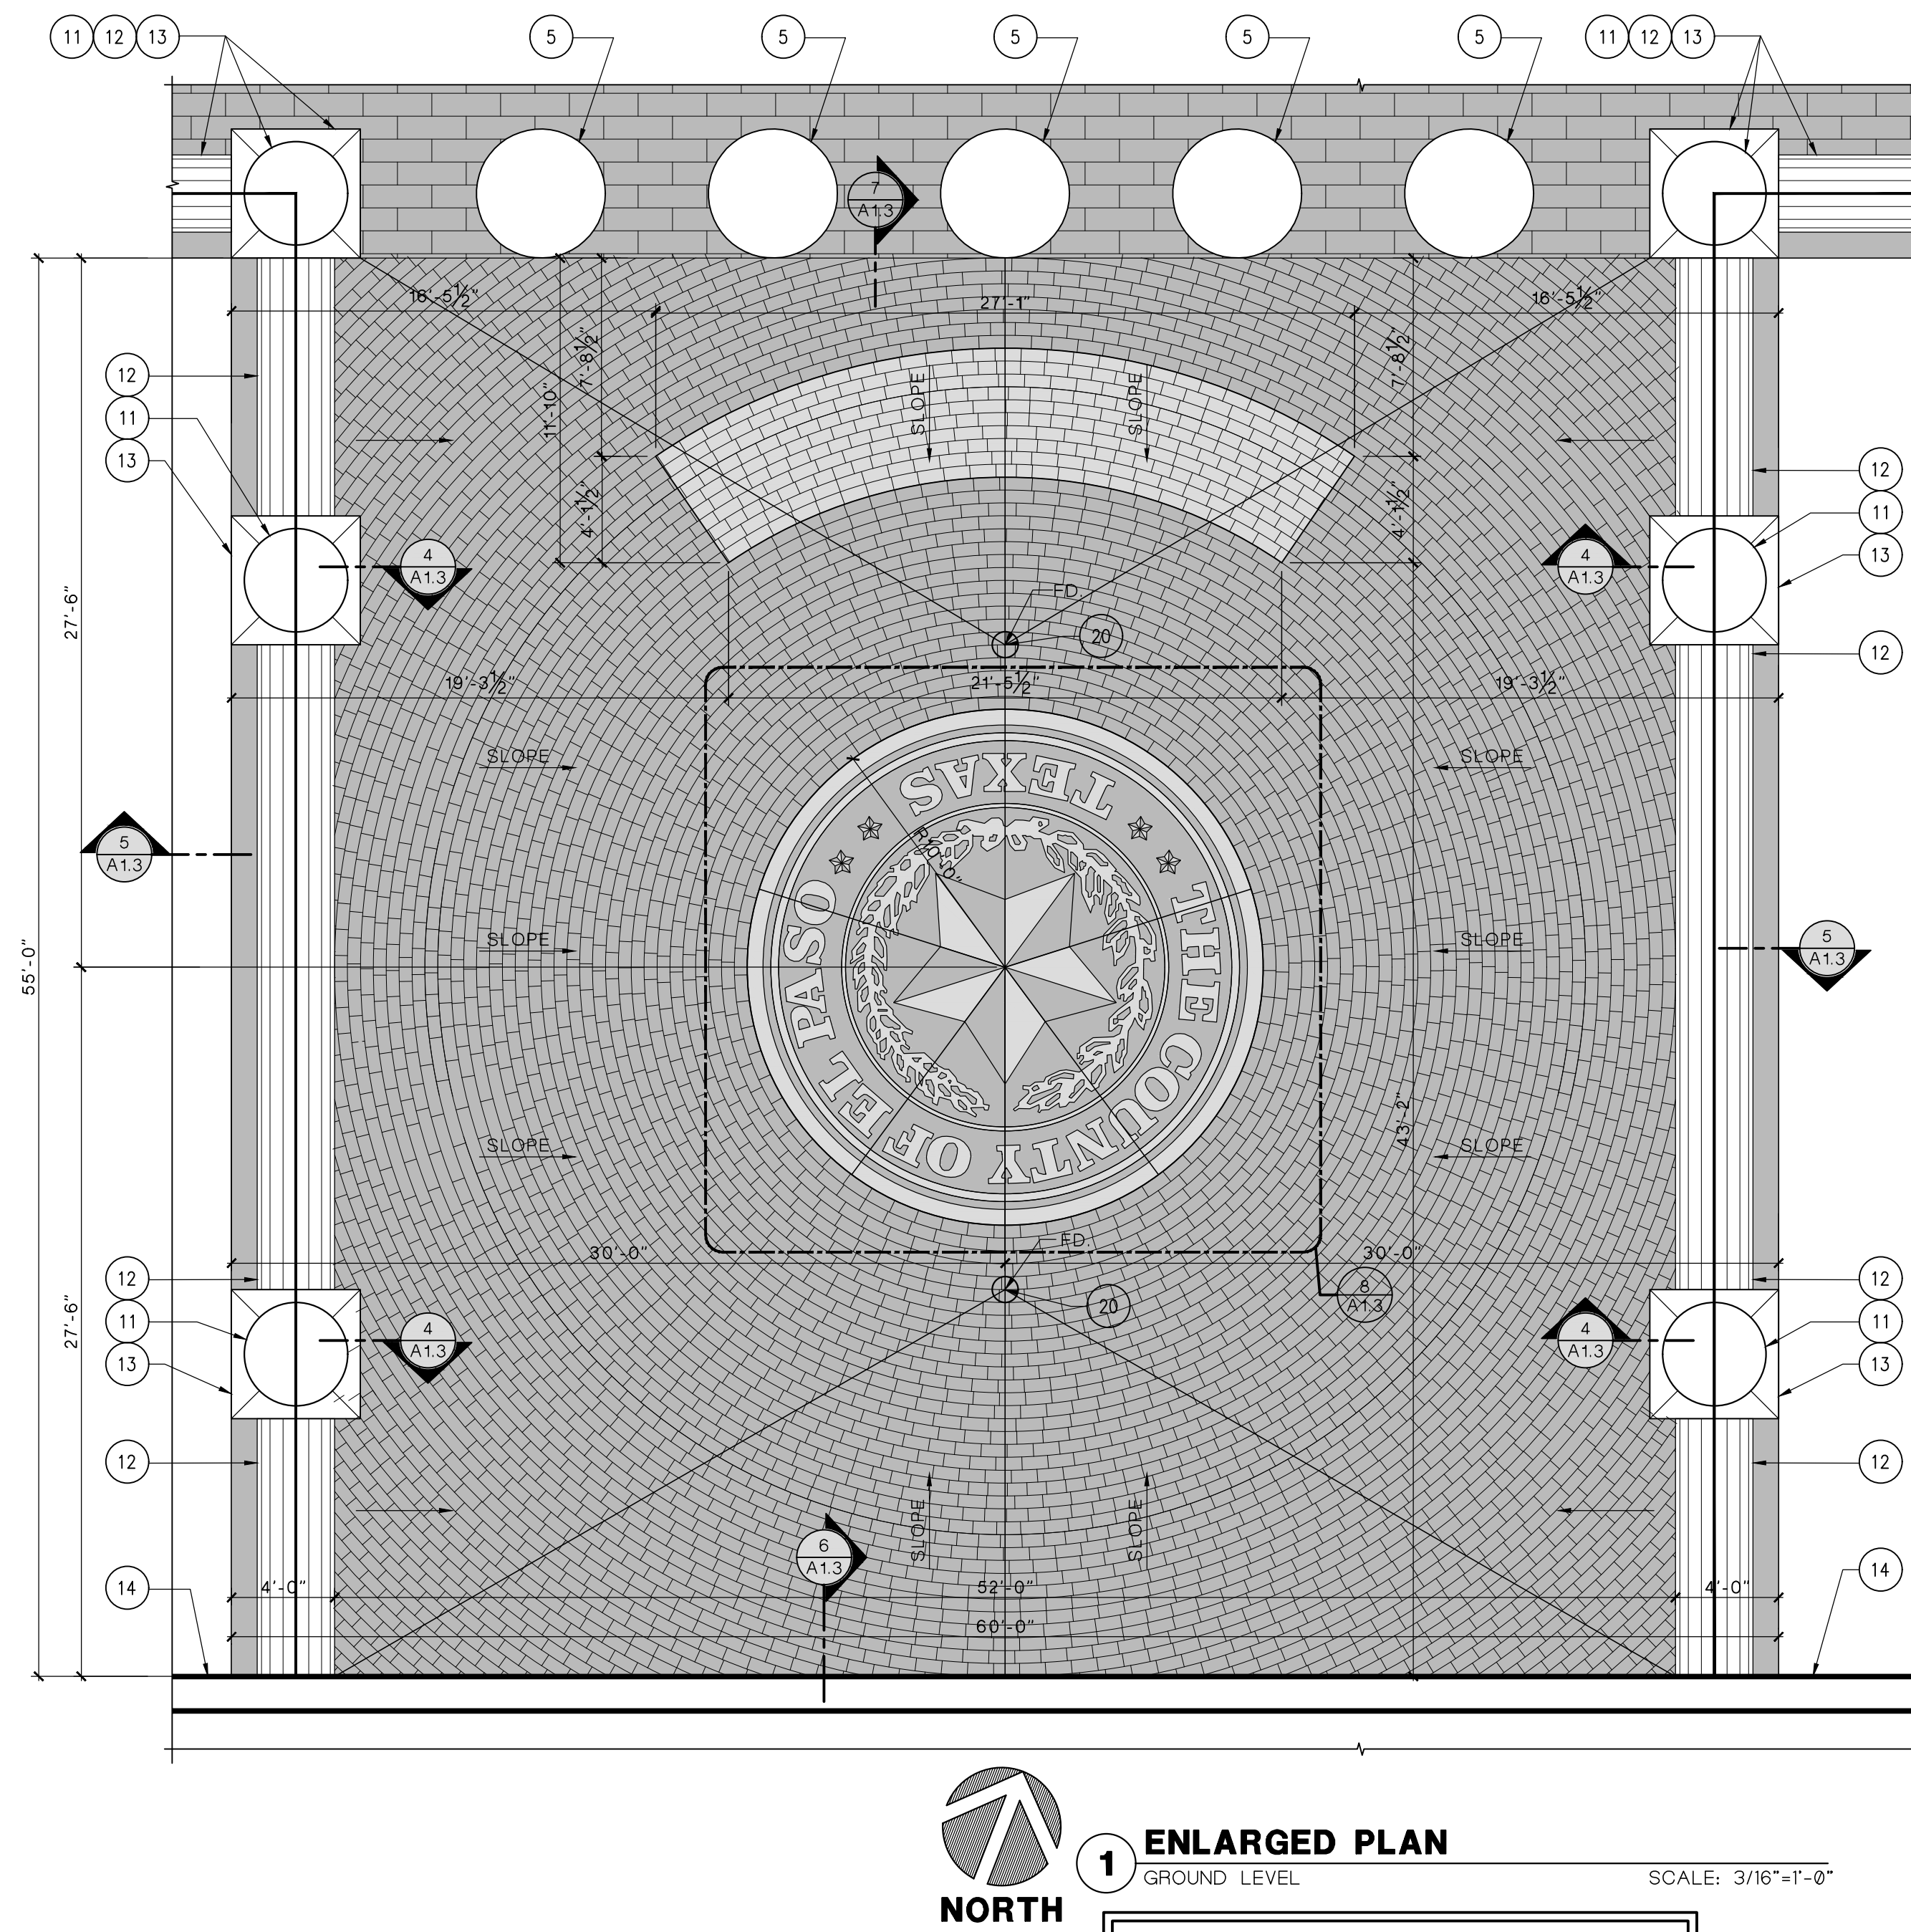 11 12 13 5 5 5 5 5 11 12 13
7
A1.3
16'-5½" 27'-1" 16'-5½"
7'-8½" 7'-8½"
11'-10"
SLOPE SLOPE
12
11
13
12
11
13
4'-1½" 4'-1½"
4
A1.3
4
A1.3
27'-6"
FD.
20
12
19'-3½" 21'-5½" 19'-3½"
SLOPE SLOPE
TEXAS
5
A1.3
THE COUNTY OF EL PASO
SLOPE SLOPE
5
A1.3
55'-0"
43'-2"
SLOPE SLOPE
FD.
30'-0" 30'-0"
12
11
13
20
8
A1.3
12
11
13
27'-6"
4
A1.3
4
A1.3
12 12
SLOPE SLOPE
6
A1.3
14 14
4'-0" 52'-0" 4'-0"
60'-0"
1 ENLARGED PLAN
GROUND LEVEL SCALE: 3/16"=1'-0"
NORTH